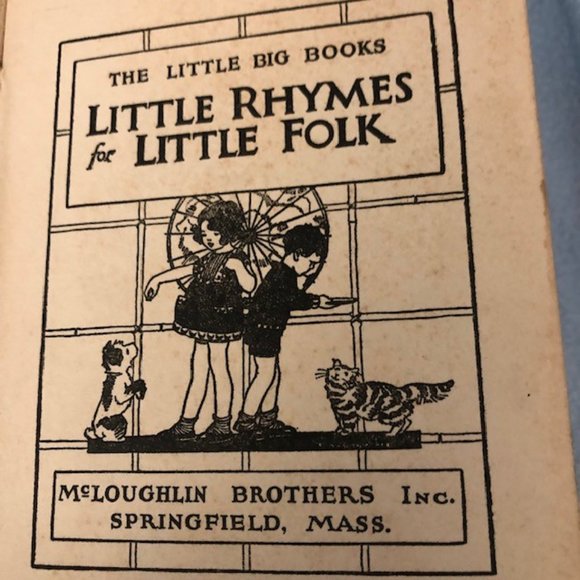 THE LITTLE BIG BOOKS
LITTLE RHYMES
for LITTLE FOLK
McLOUGHLIN BROTHERS INC.
SPRINGFIELD, MASS.